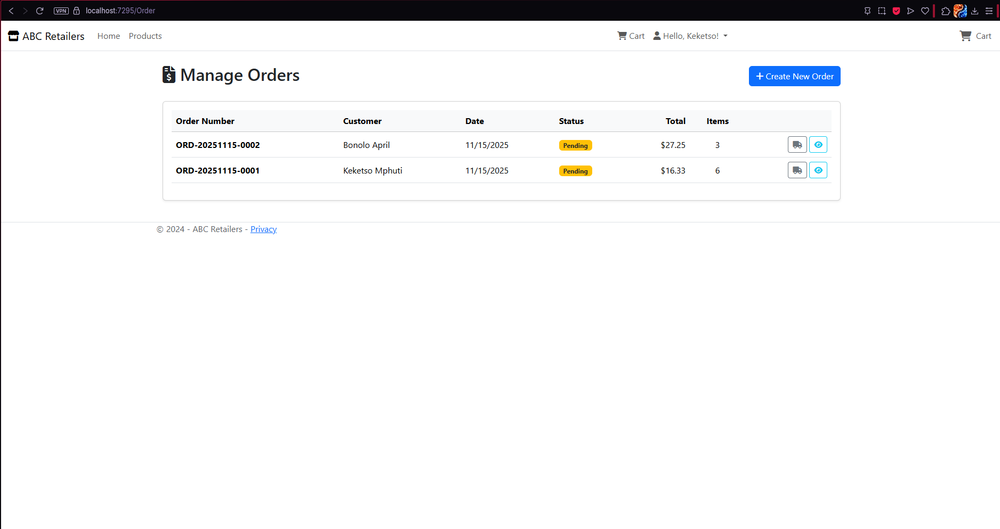 VPN localhost:7295/Order
ABC Retailers Home Products Cart Hello, Keketso! Cart
Manage Orders + Create New Order
Order Number Customer Date Status Total Items
ORD-20251115-0002 Bonolo April 11/15/2025 Pending $27.25 3
ORD-20251115-0001 Keketso Mphuti 11/15/2025 Pending $16.33 6
© 2024 - ABC Retailers - Privacy